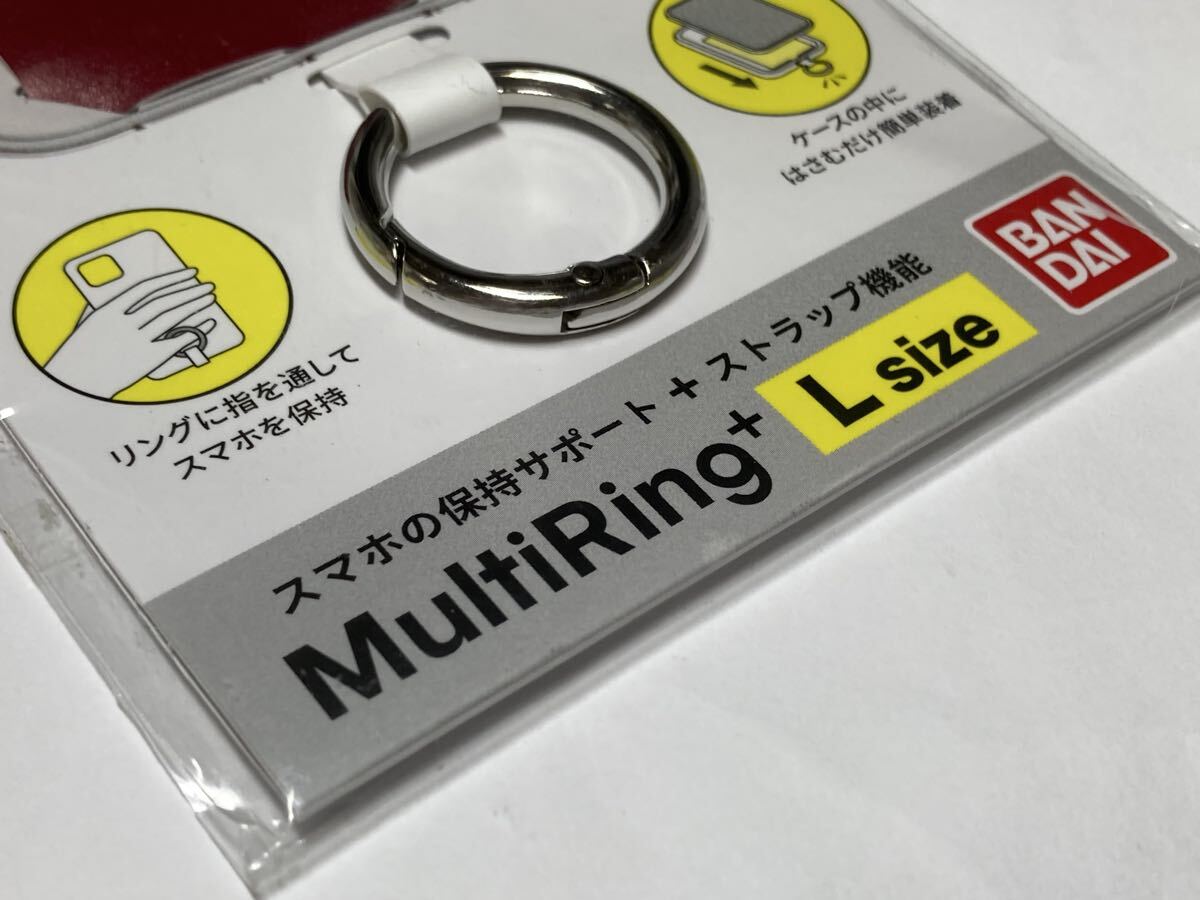 ケースの中に
はさむだけ簡単装着
リングに指を通して
スマホを保持
BAN
DAI
スマホの保持サポート + ストラップ機能
MultiRing+ L size